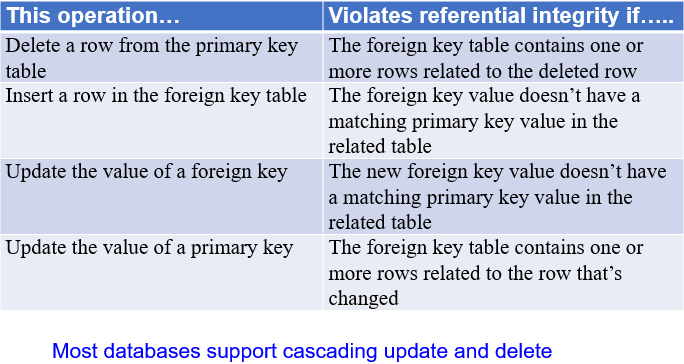 This operation… Violates referential integrity if…..
Delete a row from the primary key The foreign key table contains one or
table more rows related to the deleted row
Insert a row in the foreign key table The foreign key value doesn’t have a
matching primary key value in the
related table
Update the value of a foreign key The new foreign key value doesn’t have
a matching primary key value in the
related table
Update the value of a primary key The foreign key table contains one or
more rows related to the row that’s
changed
Most databases support cascading update and delete